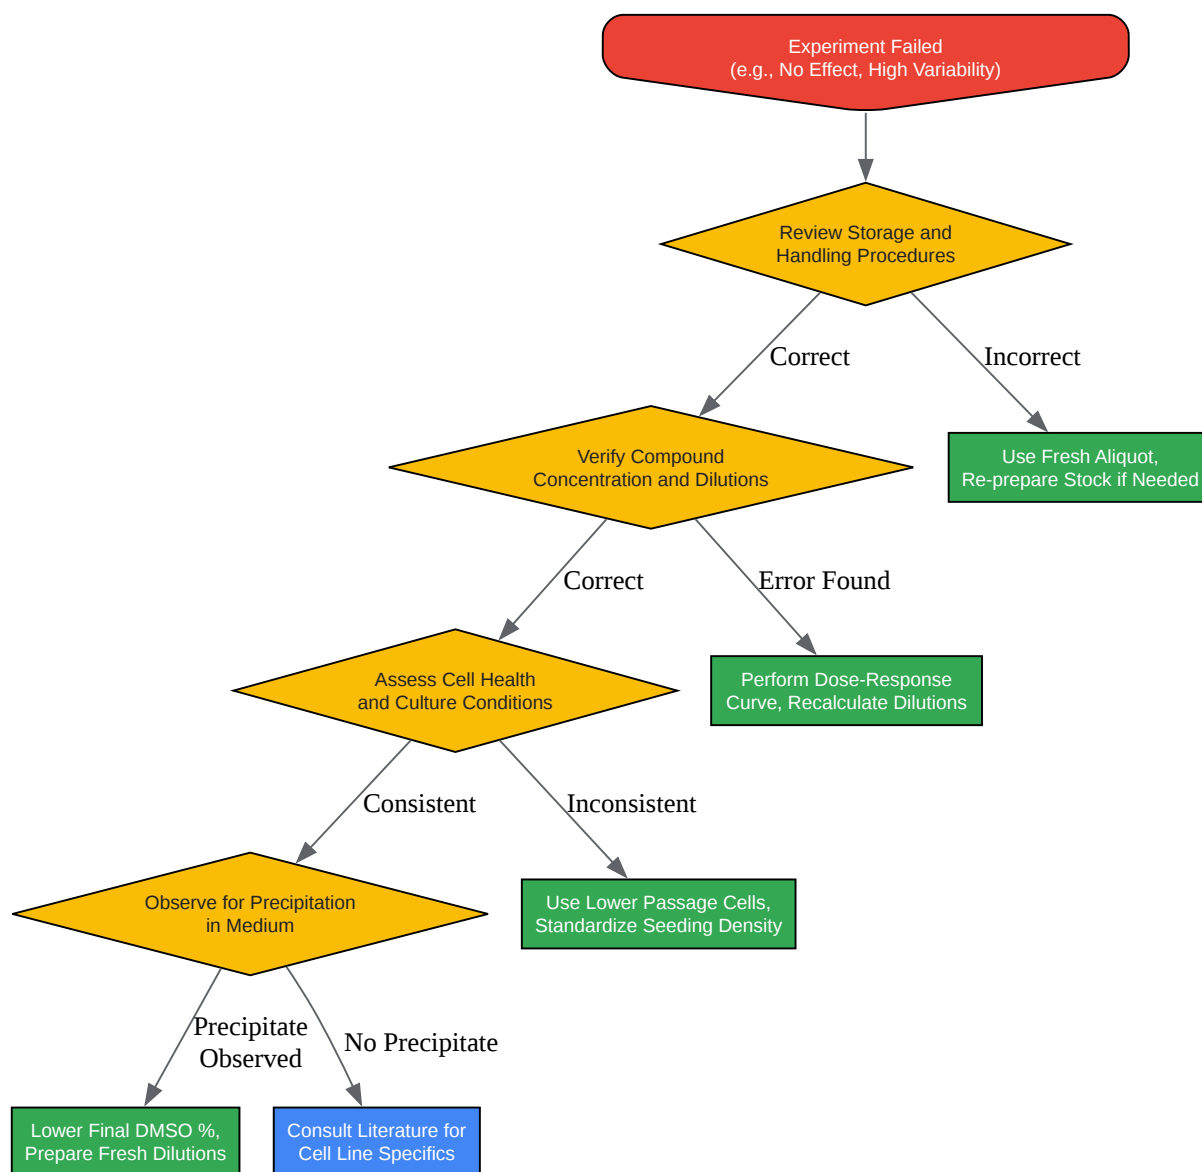 Experiment Failed
(e.g., No Effect, High Variability)
Review Storage and
Handling Procedures
Correct
Incorrect
Verify Compound
Concentration and Dilutions
Use Fresh Aliquot,
Re-prepare Stock if Needed
Correct
Error Found
Assess Cell Health
and Culture Conditions
Perform Dose-Response
Curve, Recalculate Dilutions
Consistent
Inconsistent
Observe for Precipitation
in Medium
Use Lower Passage Cells,
Standardize Seeding Density
Precipitate
Observed
No Precipitate
Lower Final DMSO %,
Prepare Fresh Dilutions
Consult Literature for
Cell Line Specifics